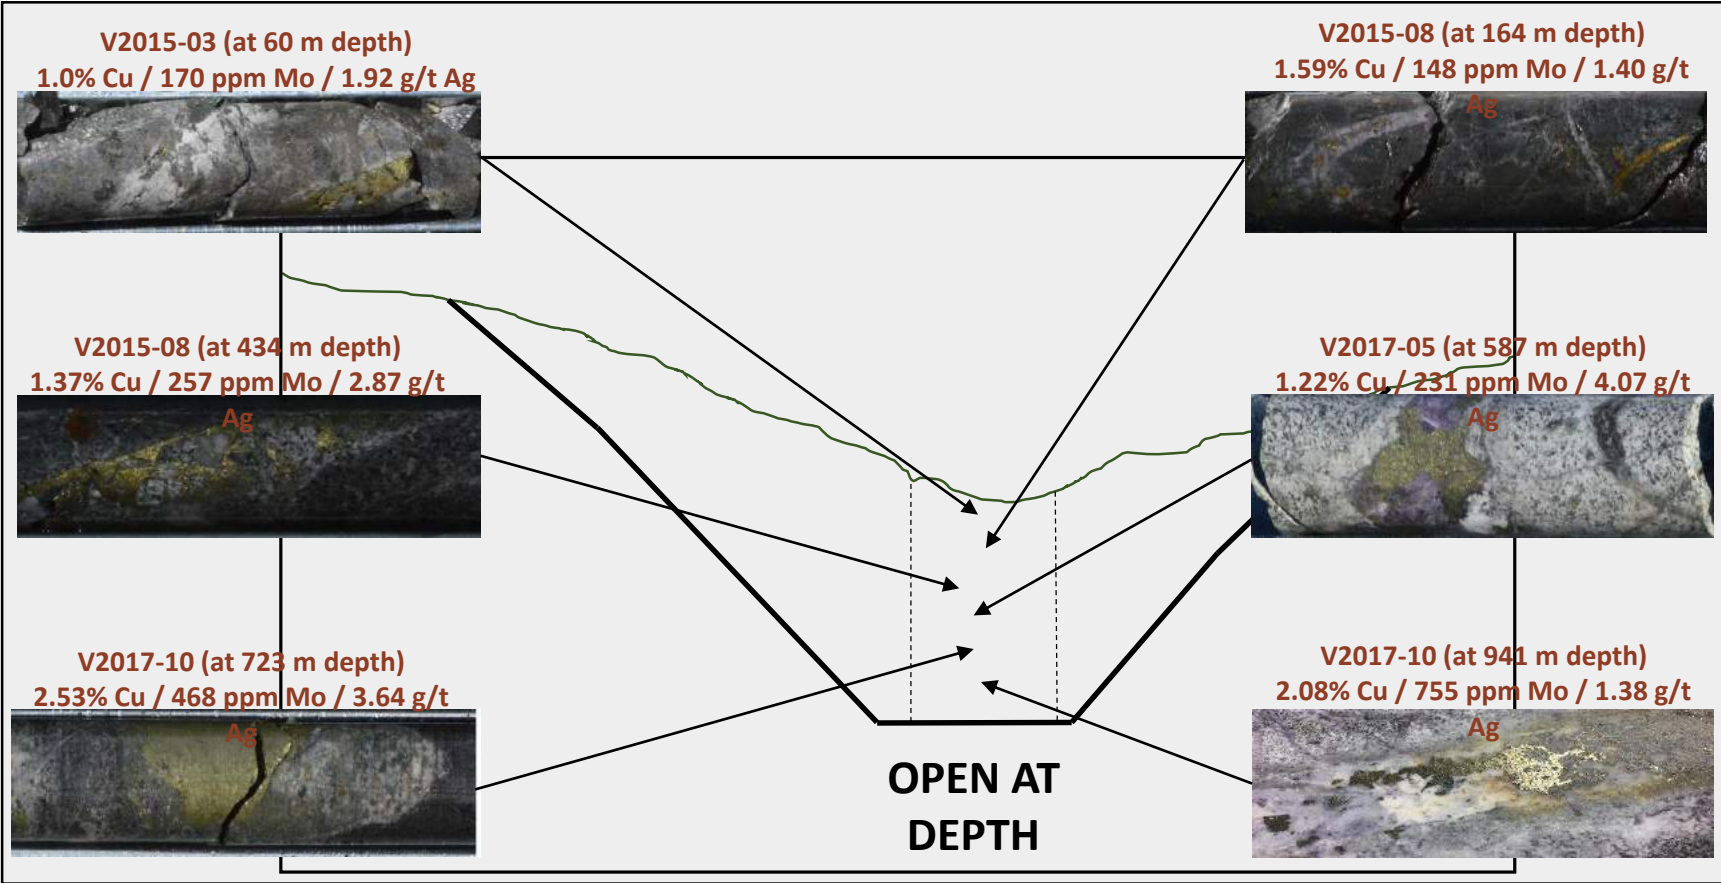 V2015-03 (at 60 m depth)
1.0% Cu / 170 ppm Mo / 1.92 g/t Ag
V2015-08 (at 164 m depth)
1.59% Cu / 148 ppm Mo / 1.40 g/t
Ag
V2015-08 (at 434 m depth)
1.37% Cu / 257 ppm Mo / 2.87 g/t
Ag
V2017-05 (at 587 m depth)
1.22% Cu / 231 ppm Mo / 4.07 g/t
Ag
V2017-10 (at 723 m depth)
2.53% Cu / 468 ppm Mo / 3.64 g/t
Ag
V2017-10 (at 941 m depth)
2.08% Cu / 755 ppm Mo / 1.38 g/t
Ag
OPEN AT
DEPTH